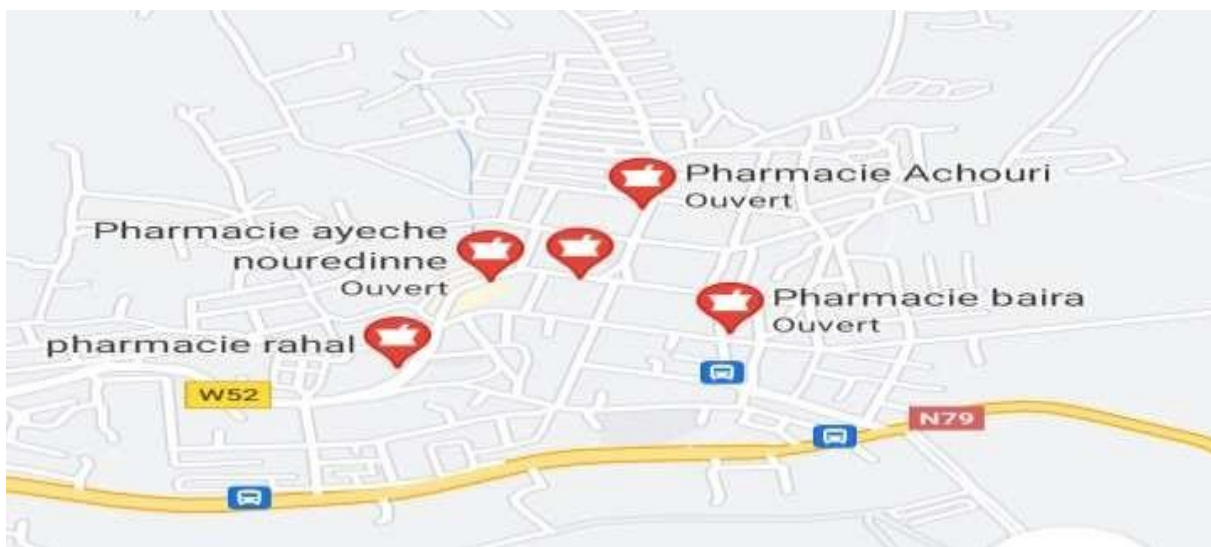 Pharmacie Achouri
Ouvert
Pharmacie ayeche
nouredinne
Ouvert
Pharmacie baira
Ouvert
pharmacie rahal
W52
N79